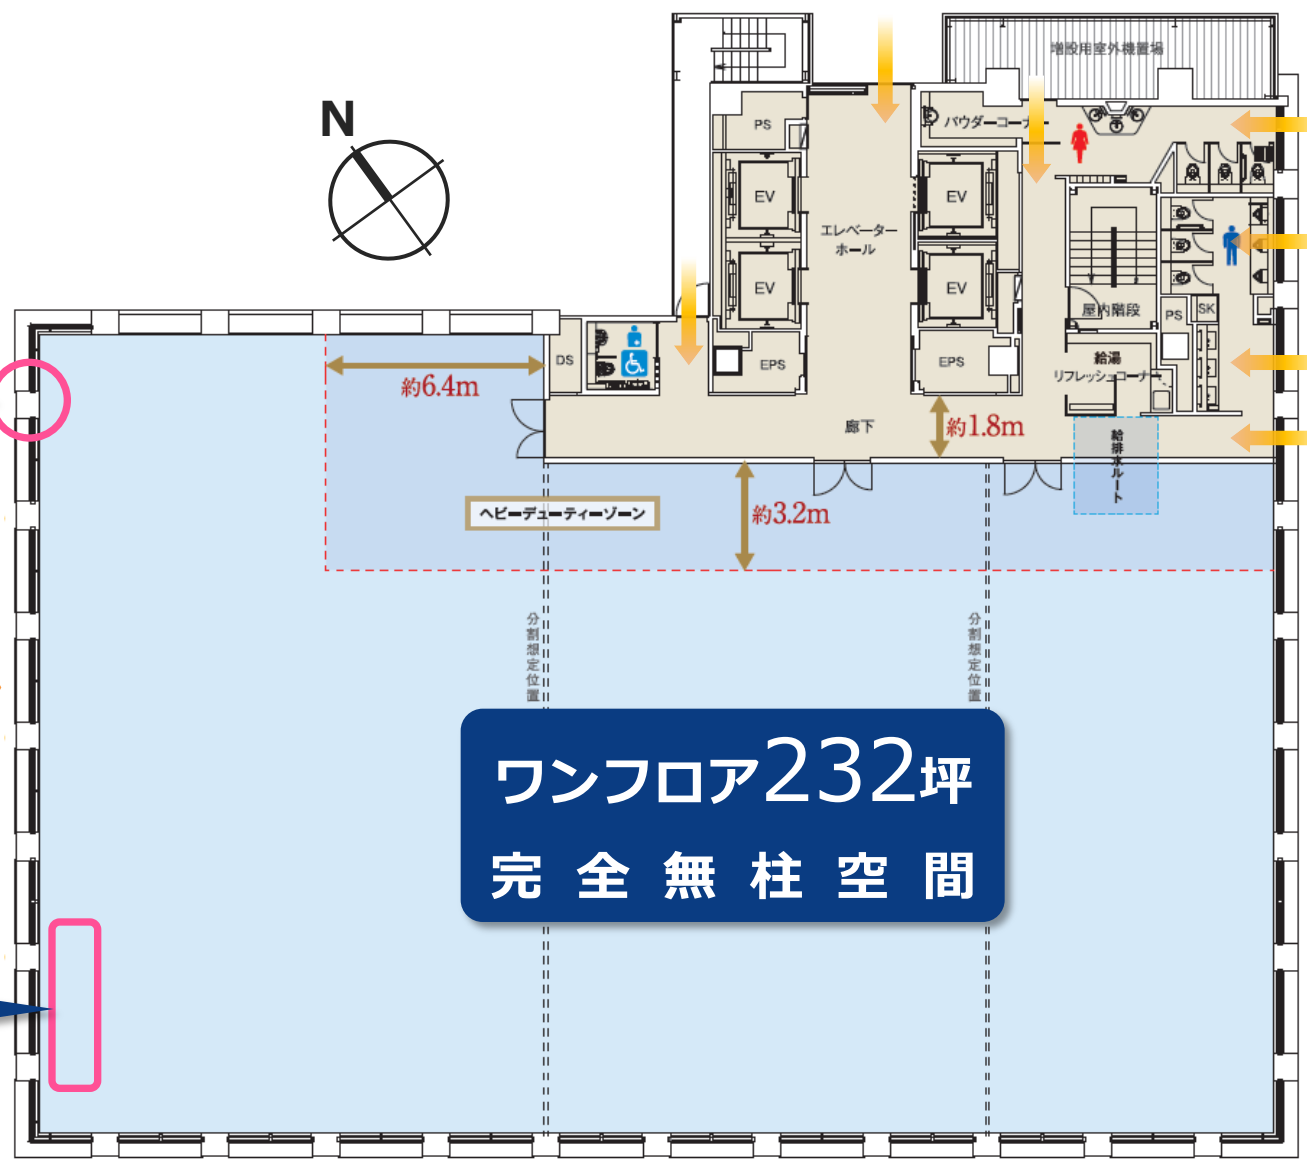 増設用室外機置場
N
PS
パウダーコーナー
EV
EV
エレベーター
ホール
EV
EV
屋内階段
PS
SK
DS
EPS
EPS
給湯
リフレッシュコーナー
約6.4m
廊下
約1.8m
給排水ルート
ヘビーデューティーゾーン
約3.2m
分割想定位置
分割想定位置
ワンフロア232坪
完全無柱空間